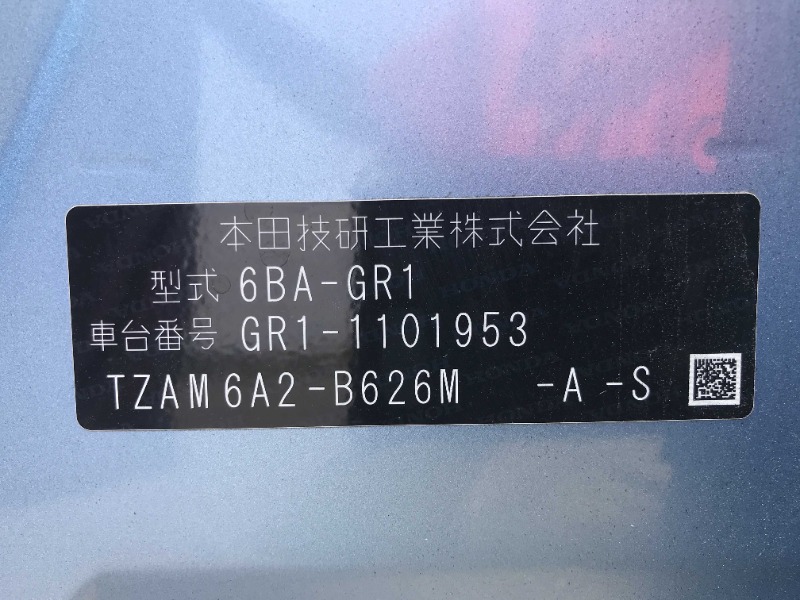 本田技研工業株式会社
型式 6BA-GR1
車台番号 GR1-1101953
TZAM6A2-B626M -A -S